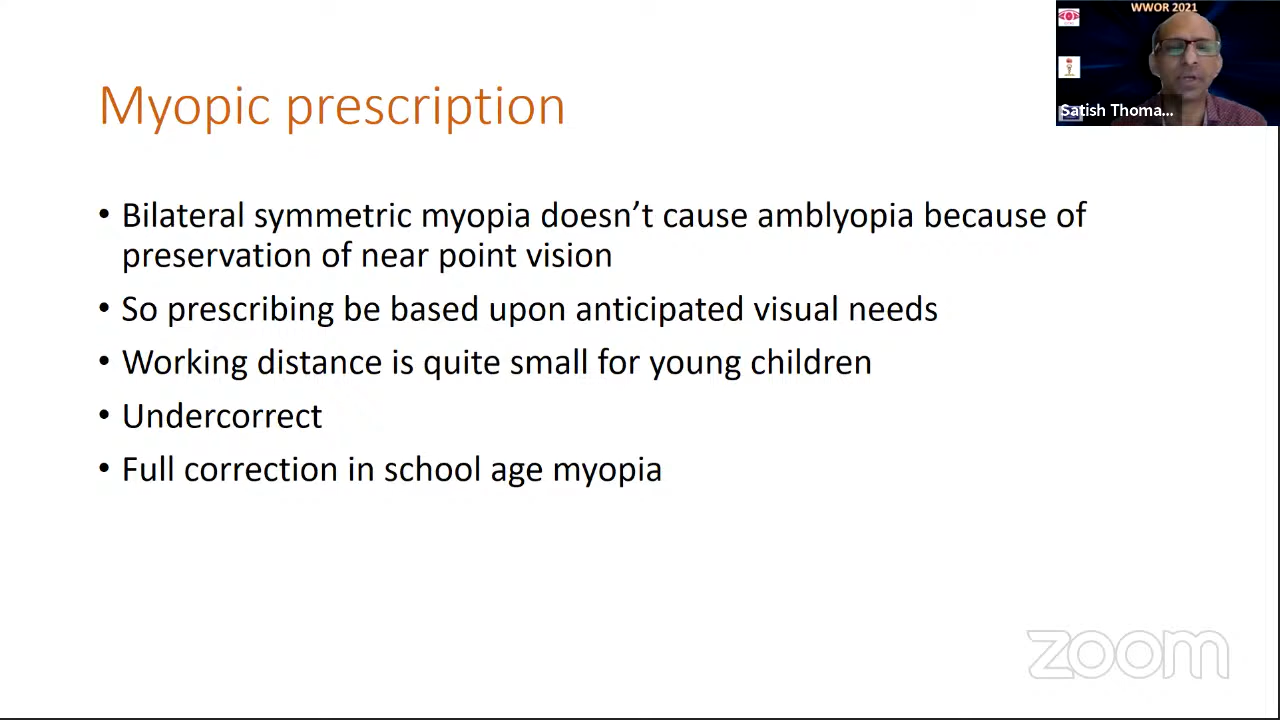 WWOR 2021
Satish Thoma...
Myopic prescription
• Bilateral symmetric myopia doesn’t cause amblyopia because of
preservation of near point vision
• So prescribing be based upon anticipated visual needs
• Working distance is quite small for young children
• Undercorrect
• Full correction in school age myopia
zoom